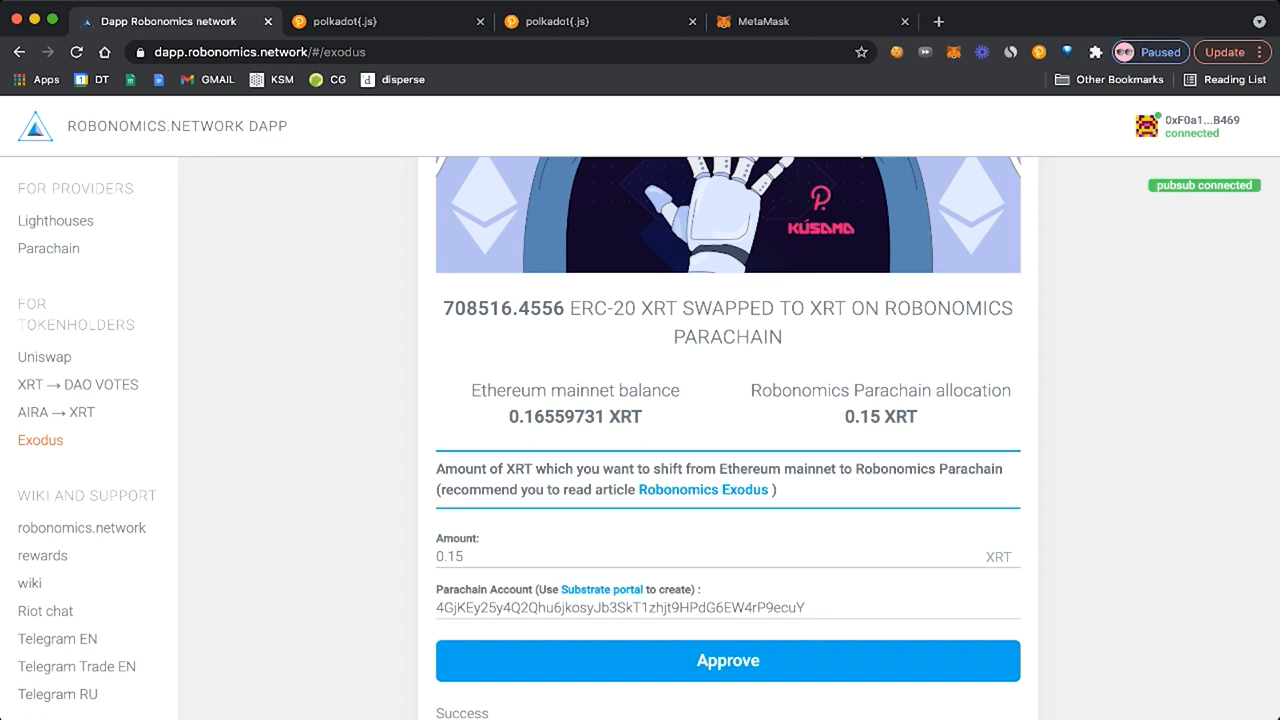 Dapp Robonomics network
polkadot{.js}
polkadot{.js}
MetaMask
dapp.robonomics.network/#/exodus
Paused
Update
Apps
DT
GMAIL
KSM
CG
disperse
Other Bookmarks
Reading List
ROBONOMICS.NETWORK DAPP
0xF0a1...B469
connected
pubsub connected
FOR PROVIDERS
Lighthouses
Parachain
FOR
TOKENHOLDERS
Uniswap
XRT → DAO VOTES
AIRA → XRT
Exodus
WIKI AND SUPPORT
robonomics.network
rewards
wiki
Riot chat
Telegram EN
Telegram Trade EN
Telegram RU
KUSAMA
708516.4556 ERC-20 XRT SWAPPED TO XRT ON ROBONOMICS
PARACHAIN
Ethereum mainnet balance
0.16559731 XRT
Robonomics Parachain allocation
0.15 XRT
Amount of XRT which you want to shift from Ethereum mainnet to Robonomics Parachain
(recommend you to read article Robonomics Exodus )
Amount:
0.15 XRT
Parachain Account (Use Substrate portal to create) :
4GjKEy25y4Q2Qhu6jkosyJb3SkT1zhjt9HPdG6EW4rP9ecuY
Approve
Success